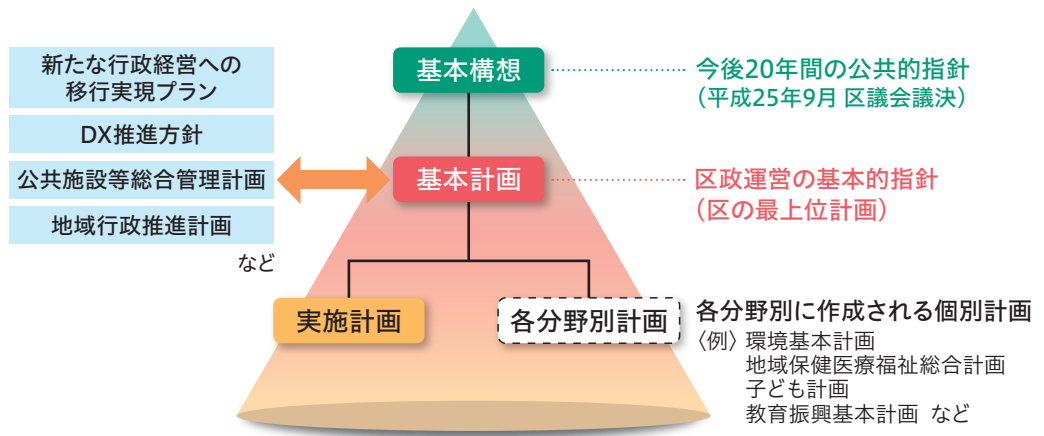 新たな行政経営への
移行実現プラン
DX推進方針
公共施設等総合管理計画
地域行政推進計画
など
基本構想
今後20年間の公共的指針
（平成25年9月 区議会議決）
基本計画
区政運営の基本的指針
（区の最上位計画）
実施計画
各分野別計画
各分野別に作成される個別計画
〈例〉環境基本計画
地域保健医療福祉総合計画
子ども計画
教育振興基本計画 など